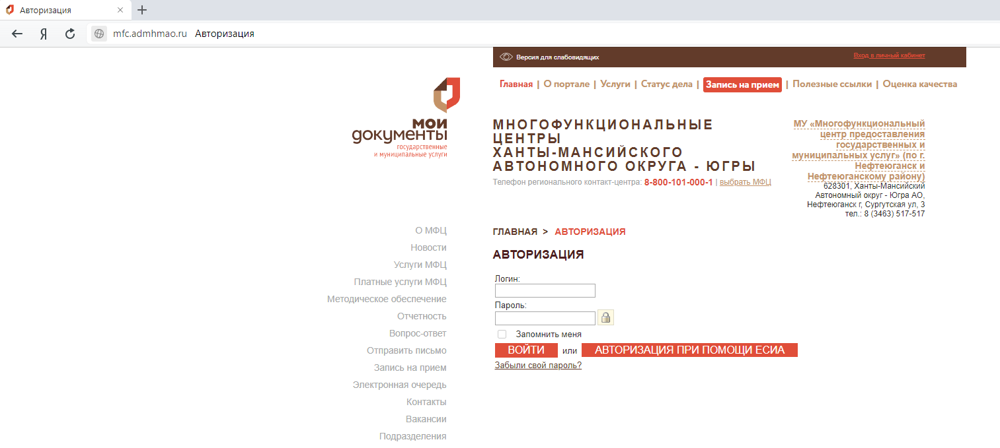 Авторизация
Я
mfc.admhmao.ru Авторизация
Версия для слабовидящих
Вход в личный кабинет
Главная | О портале | Услуги | Статус дела | Запись на прием | Полезные ссылки | Оценка качества
мои
документы
государственные
и муниципальные услуги
МНОГОФУНКЦИОНАЛЬНЫЕ
ЦЕНТРЫ
ХАНТЫ-МАНСИЙСКОГО
АВТОНОМНОГО ОКРУГА - ЮГРЫ
Телефон регионального контакт-центра: 8-800-101-000-1 | выбрать МФЦ
МУ «Многофункциональный
центр предоставления
государственных и
муниципальных услуг» (по г.
Нефтеюганск и
Нефтеюганскому району)
628301, Ханты-Мансийский
Автономный округ - Югра АО,
Нефтеюганск г, Сургутская ул, 3
тел.: 8 (3463) 517-517
О МФЦ
Новости
Услуги МФЦ
Платные услуги МФЦ
Методическое обеспечение
Отчетность
Вопрос-ответ
Отправить письмо
Запись на прием
Электронная очередь
Контакты
Вакансии
Подразделения
ГЛАВНАЯ > АВТОРИЗАЦИЯ
АВТОРИЗАЦИЯ
Логин:
Пароль:
Запомнить меня
ВОЙТИ или АВТОРИЗАЦИЯ ПРИ ПОМОЩИ ЕСИА
Забыли свой пароль?